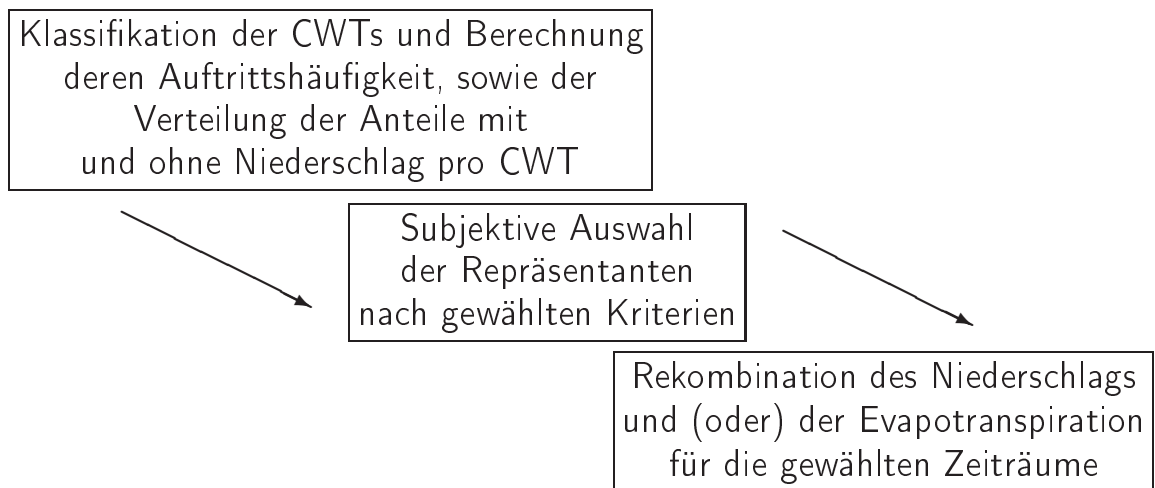 Klassifikation der CWTs und Berechnung
deren Auftrittshäufigkeit, sowie der
Verteilung der Anteile mit
und ohne Niederschlag pro CWT
Subjektive Auswahl
der Repräsentanten
nach gewählten Kriterien
Rekombination des Niederschlags
und (oder) der Evapotranspiration
für die gewählten Zeiträume